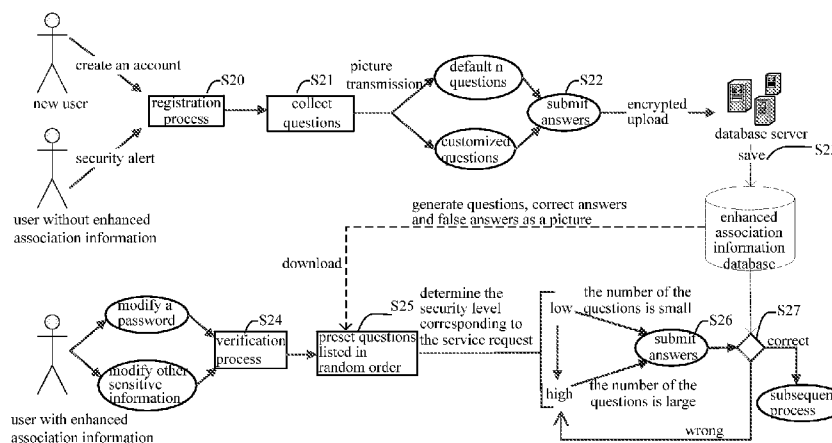 new user
create an account
user without enhanced
association information
security alert
S20
registration
process
S21
collect
questions
picture
transmission
default n
questions
customized
questions
S22
submit
answers
encrypted
upload
database server
save
enhanced
association
information
database
generate questions, correct answers
and false answers as a picture
download
user with enhanced
association information
modify a
password
modify other
sensitive
information
S24
verification
process
S25
preset questions
listed in
random order
determine the
security level
corresponding to
the service request
low
high
the number of the
questions is small
the number of the
questions is large
S26
submit
answers
S27
correct
wrong
process